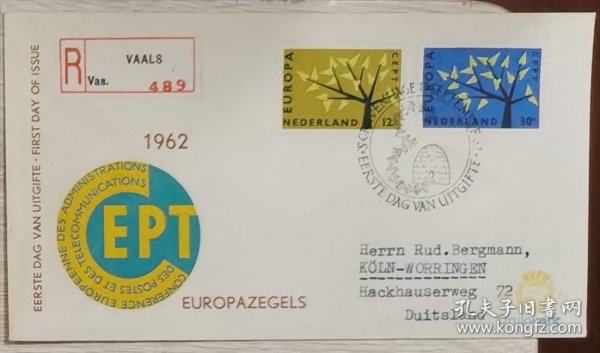 EERSTE DAG VAN UITGIFTE - FIRST DAY OF ISSUE
R
VAALS
Vas.
489
1962
CEPT
CONFERENCE EUROPEENNE DES ADMINISTRATIONS
DES POSTES ET DES TELECOMMUNICATIONS
EUROPAZEGELS
EUROPA
CEPT
NEDERLAND 12c
EUROPA
CEPT
NEDERLAND 30c
EERSTE DAG VAN UITGIFTE
Herrn Rud. Bergmann,
KÖLN-WORRINGEN
Hackhauserweg 72
Duitsland
孔夫子旧书网
www.kongfz.com